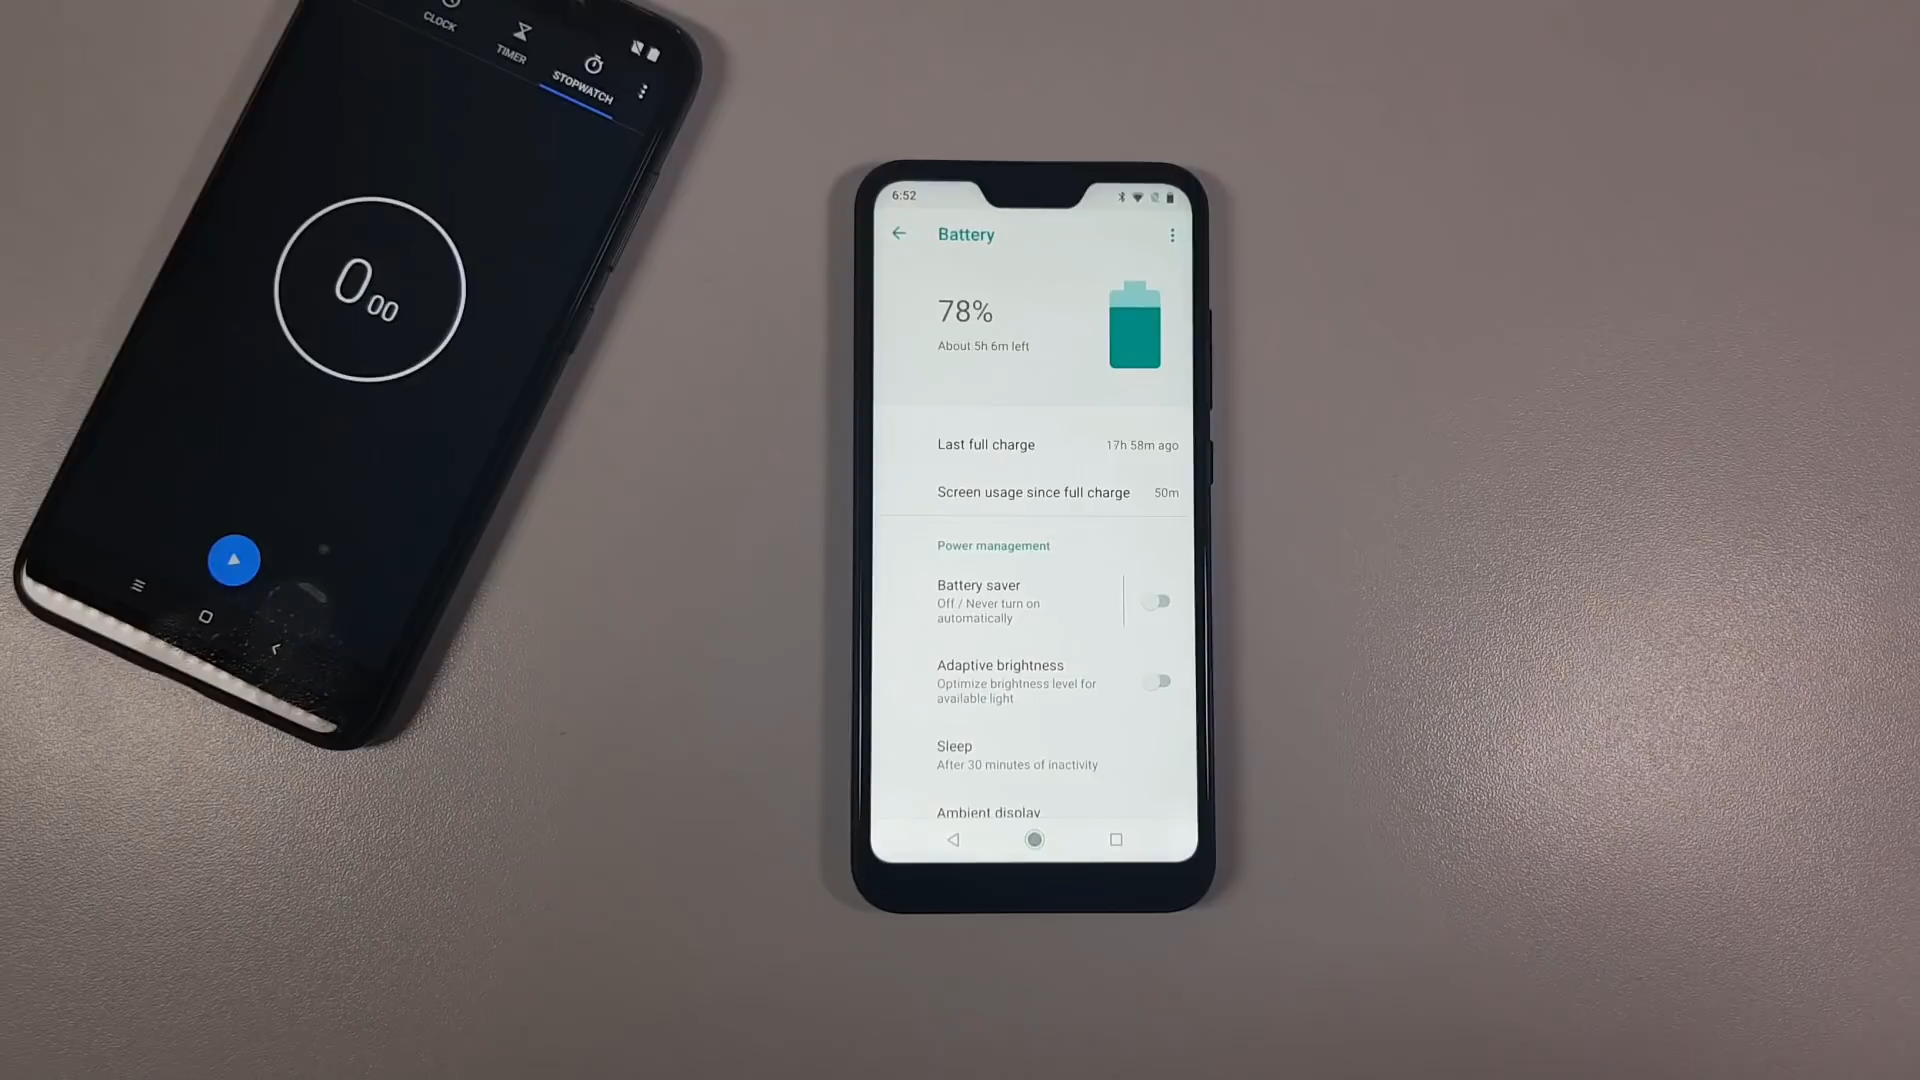 CLOCK
TIMER
STOPWATCH
0 00
6:52
Battery
78%
About 5h 6m left
Last full charge 17h 58m ago
Screen usage since full charge 50m
Power management
Battery saver
Off / Never turn on
automatically
Adaptive brightness
Optimize brightness level for
available light
Sleep
After 30 minutes of inactivity
Ambient display